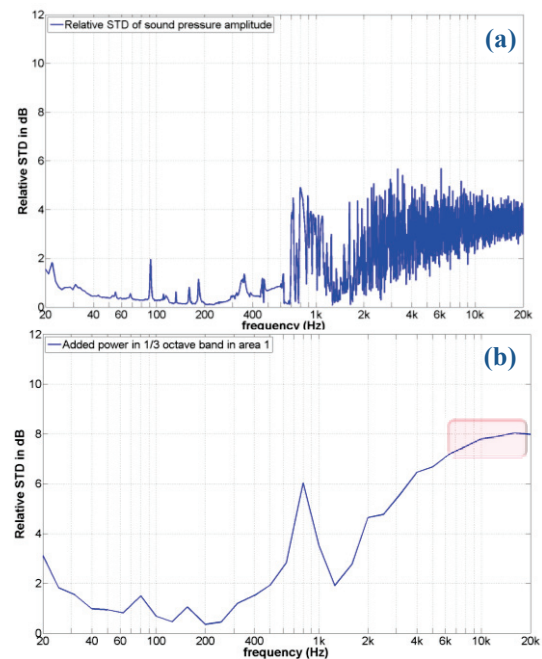 Relative STD of sound pressure amplitude
(a)
Relative STD in dB
12
10
8
6
4
2
0
20 40 60 100 200 400 600 1k 2k 4k 6k 10k 20k
frequency (Hz)
Added power in 1/3 octave band in area 1
(b)
Relative STD in dB
12
10
8
6
4
2
0
20 40 60 100 200 400 600 1k 2k 4k 6k 10k 20k
frequency (Hz)